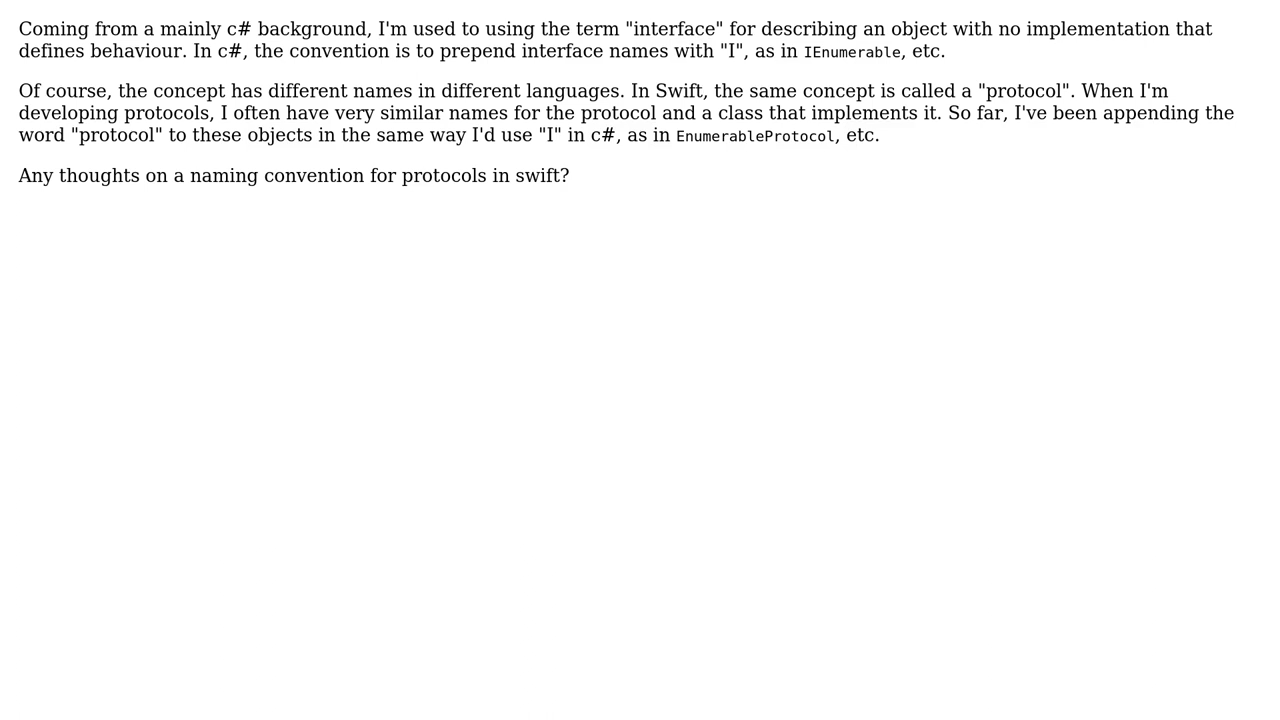 Coming from a mainly c# background, I'm used to using the term "interface" for describing an object with no implementation that
defines behaviour. In c#, the convention is to prepend interface names with "I", as in IEnumerable, etc.
Of course, the concept has different names in different languages. In Swift, the same concept is called a "protocol". When I'm
developing protocols, I often have very similar names for the protocol and a class that implements it. So far, I've been appending the
word "protocol" to these objects in the same way I'd use "I" in c#, as in EnumerableProtocol, etc.
Any thoughts on a naming convention for protocols in swift?